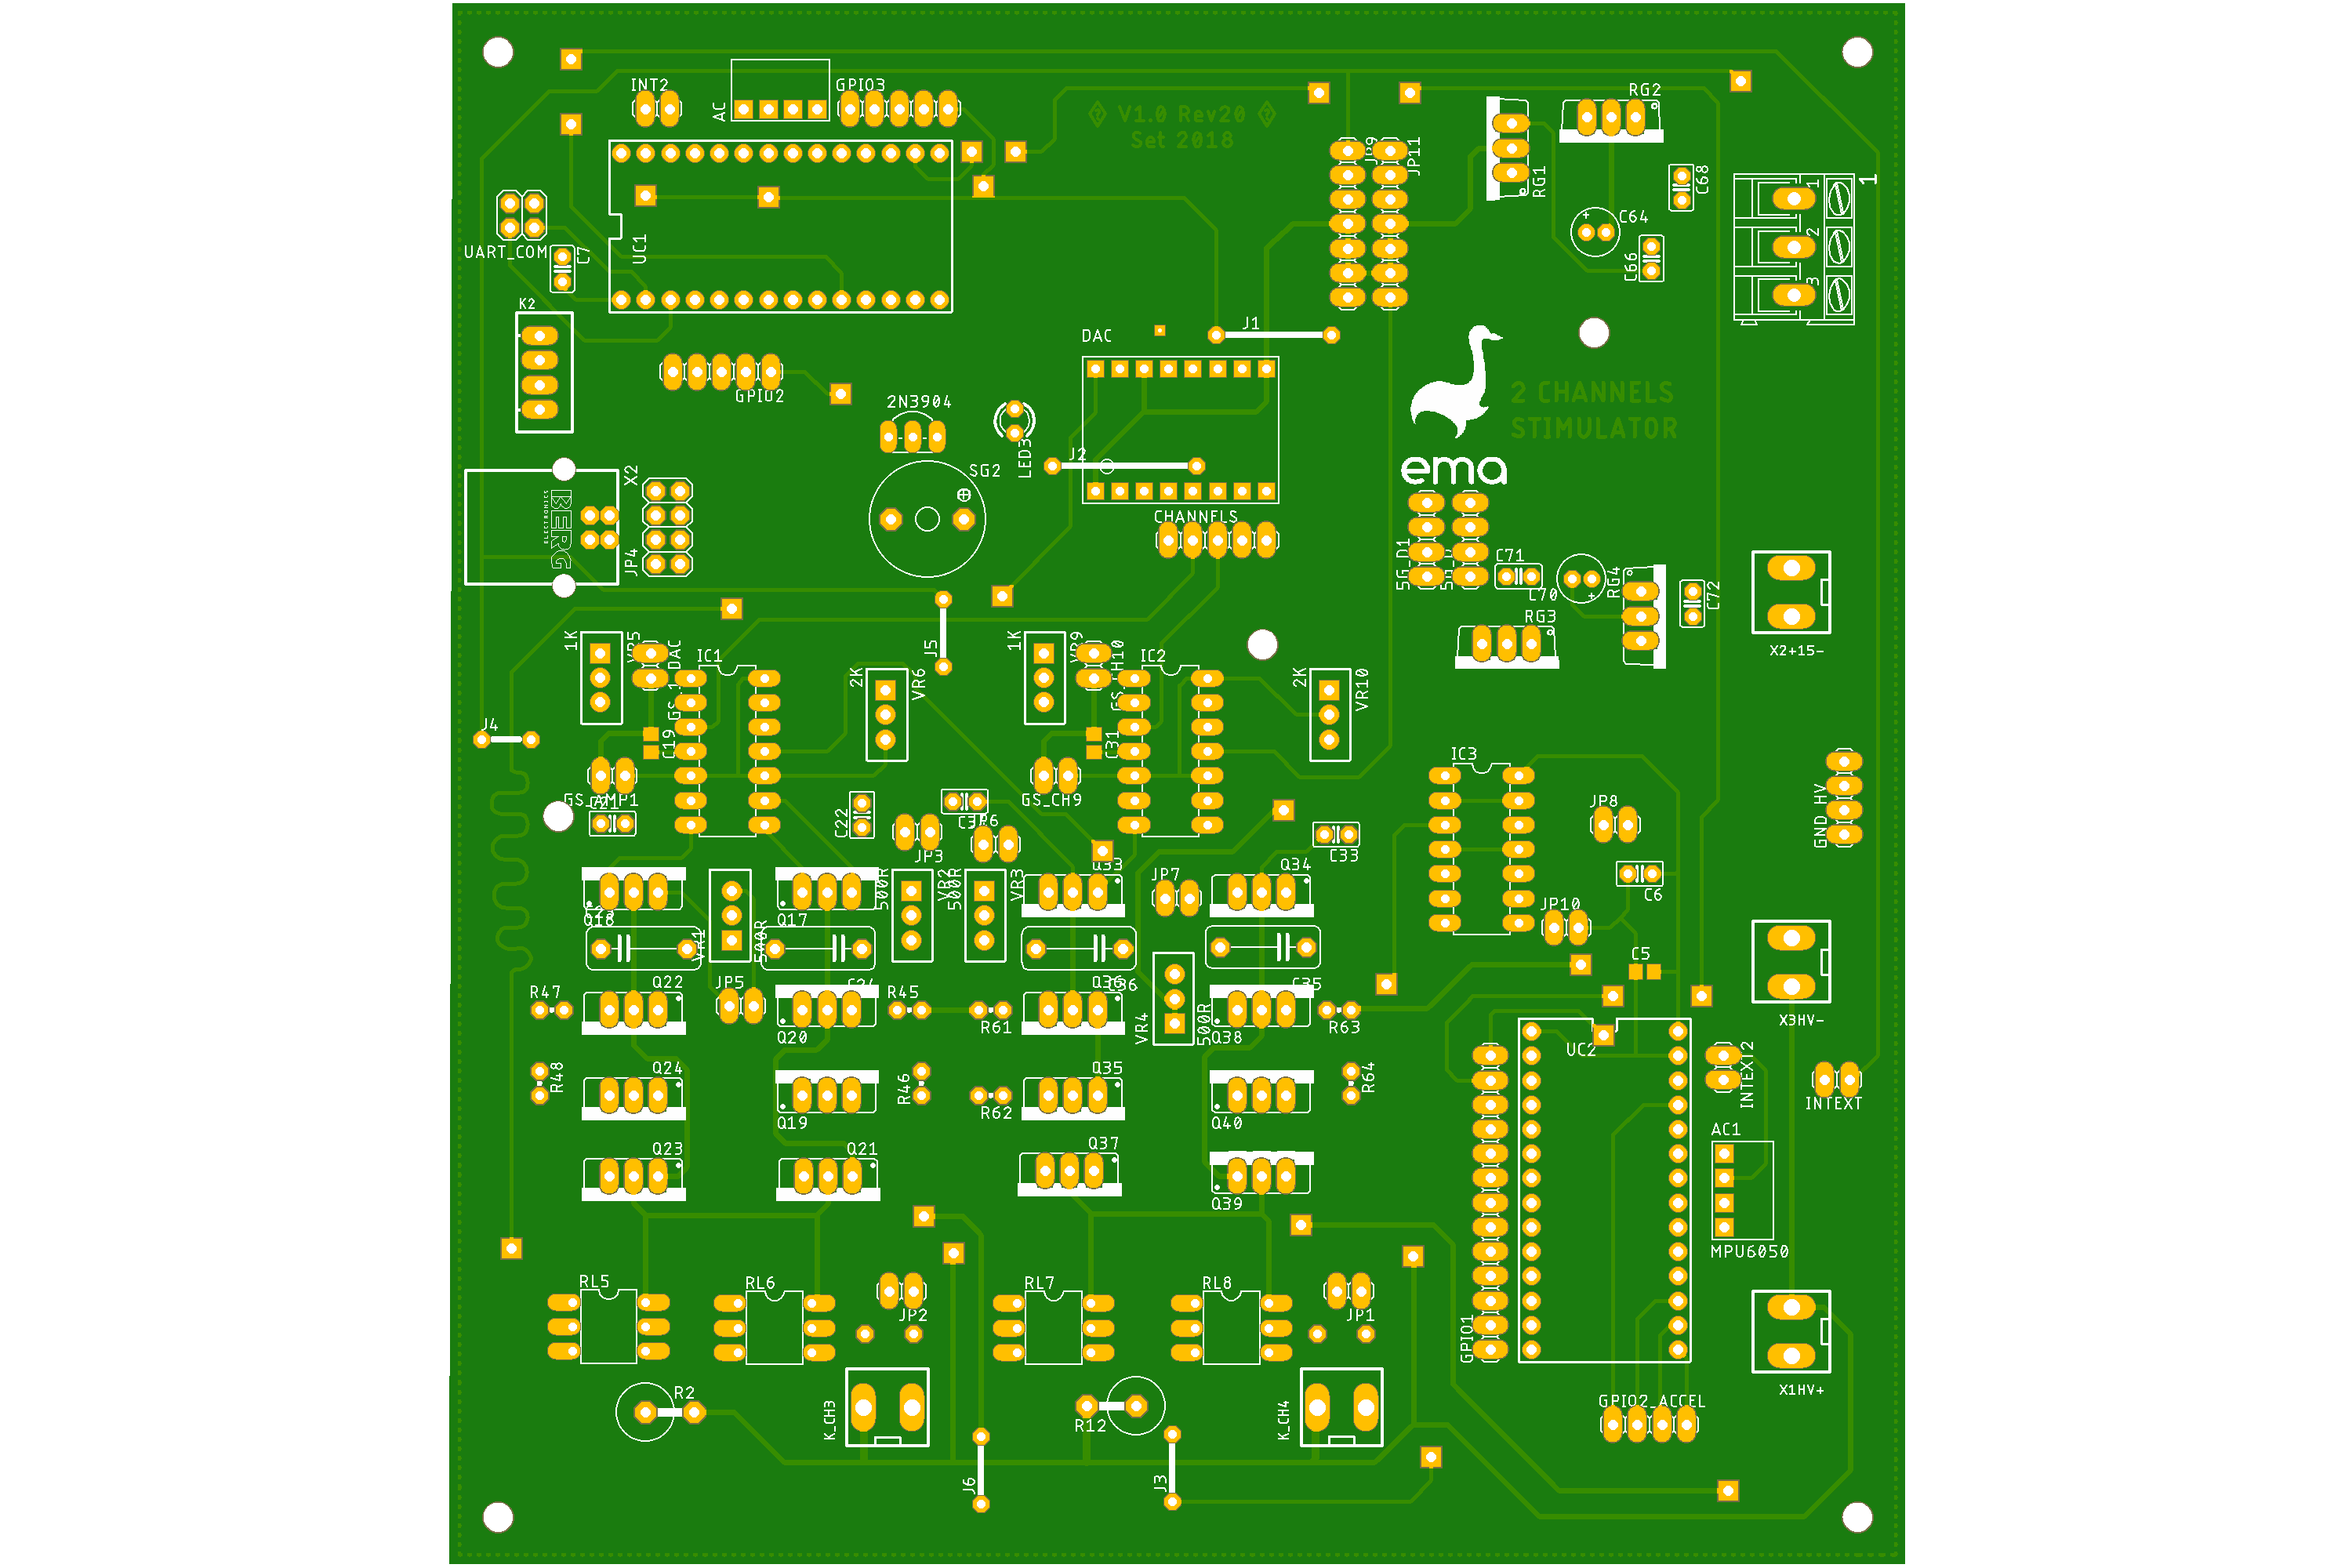 INT2
AC
GPIO3
V1.0 Rev20
Set 2018
JP9
JP11
RG1
RG2
C68
C64
C66
1
1
2
3
UART_COM
C7
UC1
K2
GPIO2
2N3904
LED3
SG2
DAC
J1
J2
CHANNELS
2 CHANNELS
STIMULATOR
ema
X2
BERG
JP4
C71
C70
RG4
C72
RG3
X2+15-
1K
VR5
DAC
IC1
2K
VR6
J5
1K
VR9
IC2
2K
VR10
J4
C19
C31
GS_AMP1
C21
GS_CH9
C22
JP3
JP6
C33
IC3
JP8
C6
JP10
C5
GND HV
Q18
VR1
500R
Q17
500R
VR2
500R
VR3
Q33
JP7
Q34
X3HV-
R47
Q22
JP5
Q20
R45
R61
Q36
C36
VR4
500R
Q38
C35
R63
R48
Q24
Q19
R46
R62
Q35
Q40
R64
UC2
INTEXT2
INTEXT
AC1
MPU6050
Q23
Q21
Q37
Q39
RL5
RL6
JP2
RL7
RL8
JP1
GPIO1
X1HV+
R2
K_CH3
R12
K_CH4
GPIO2_ACCEL
J6
J3